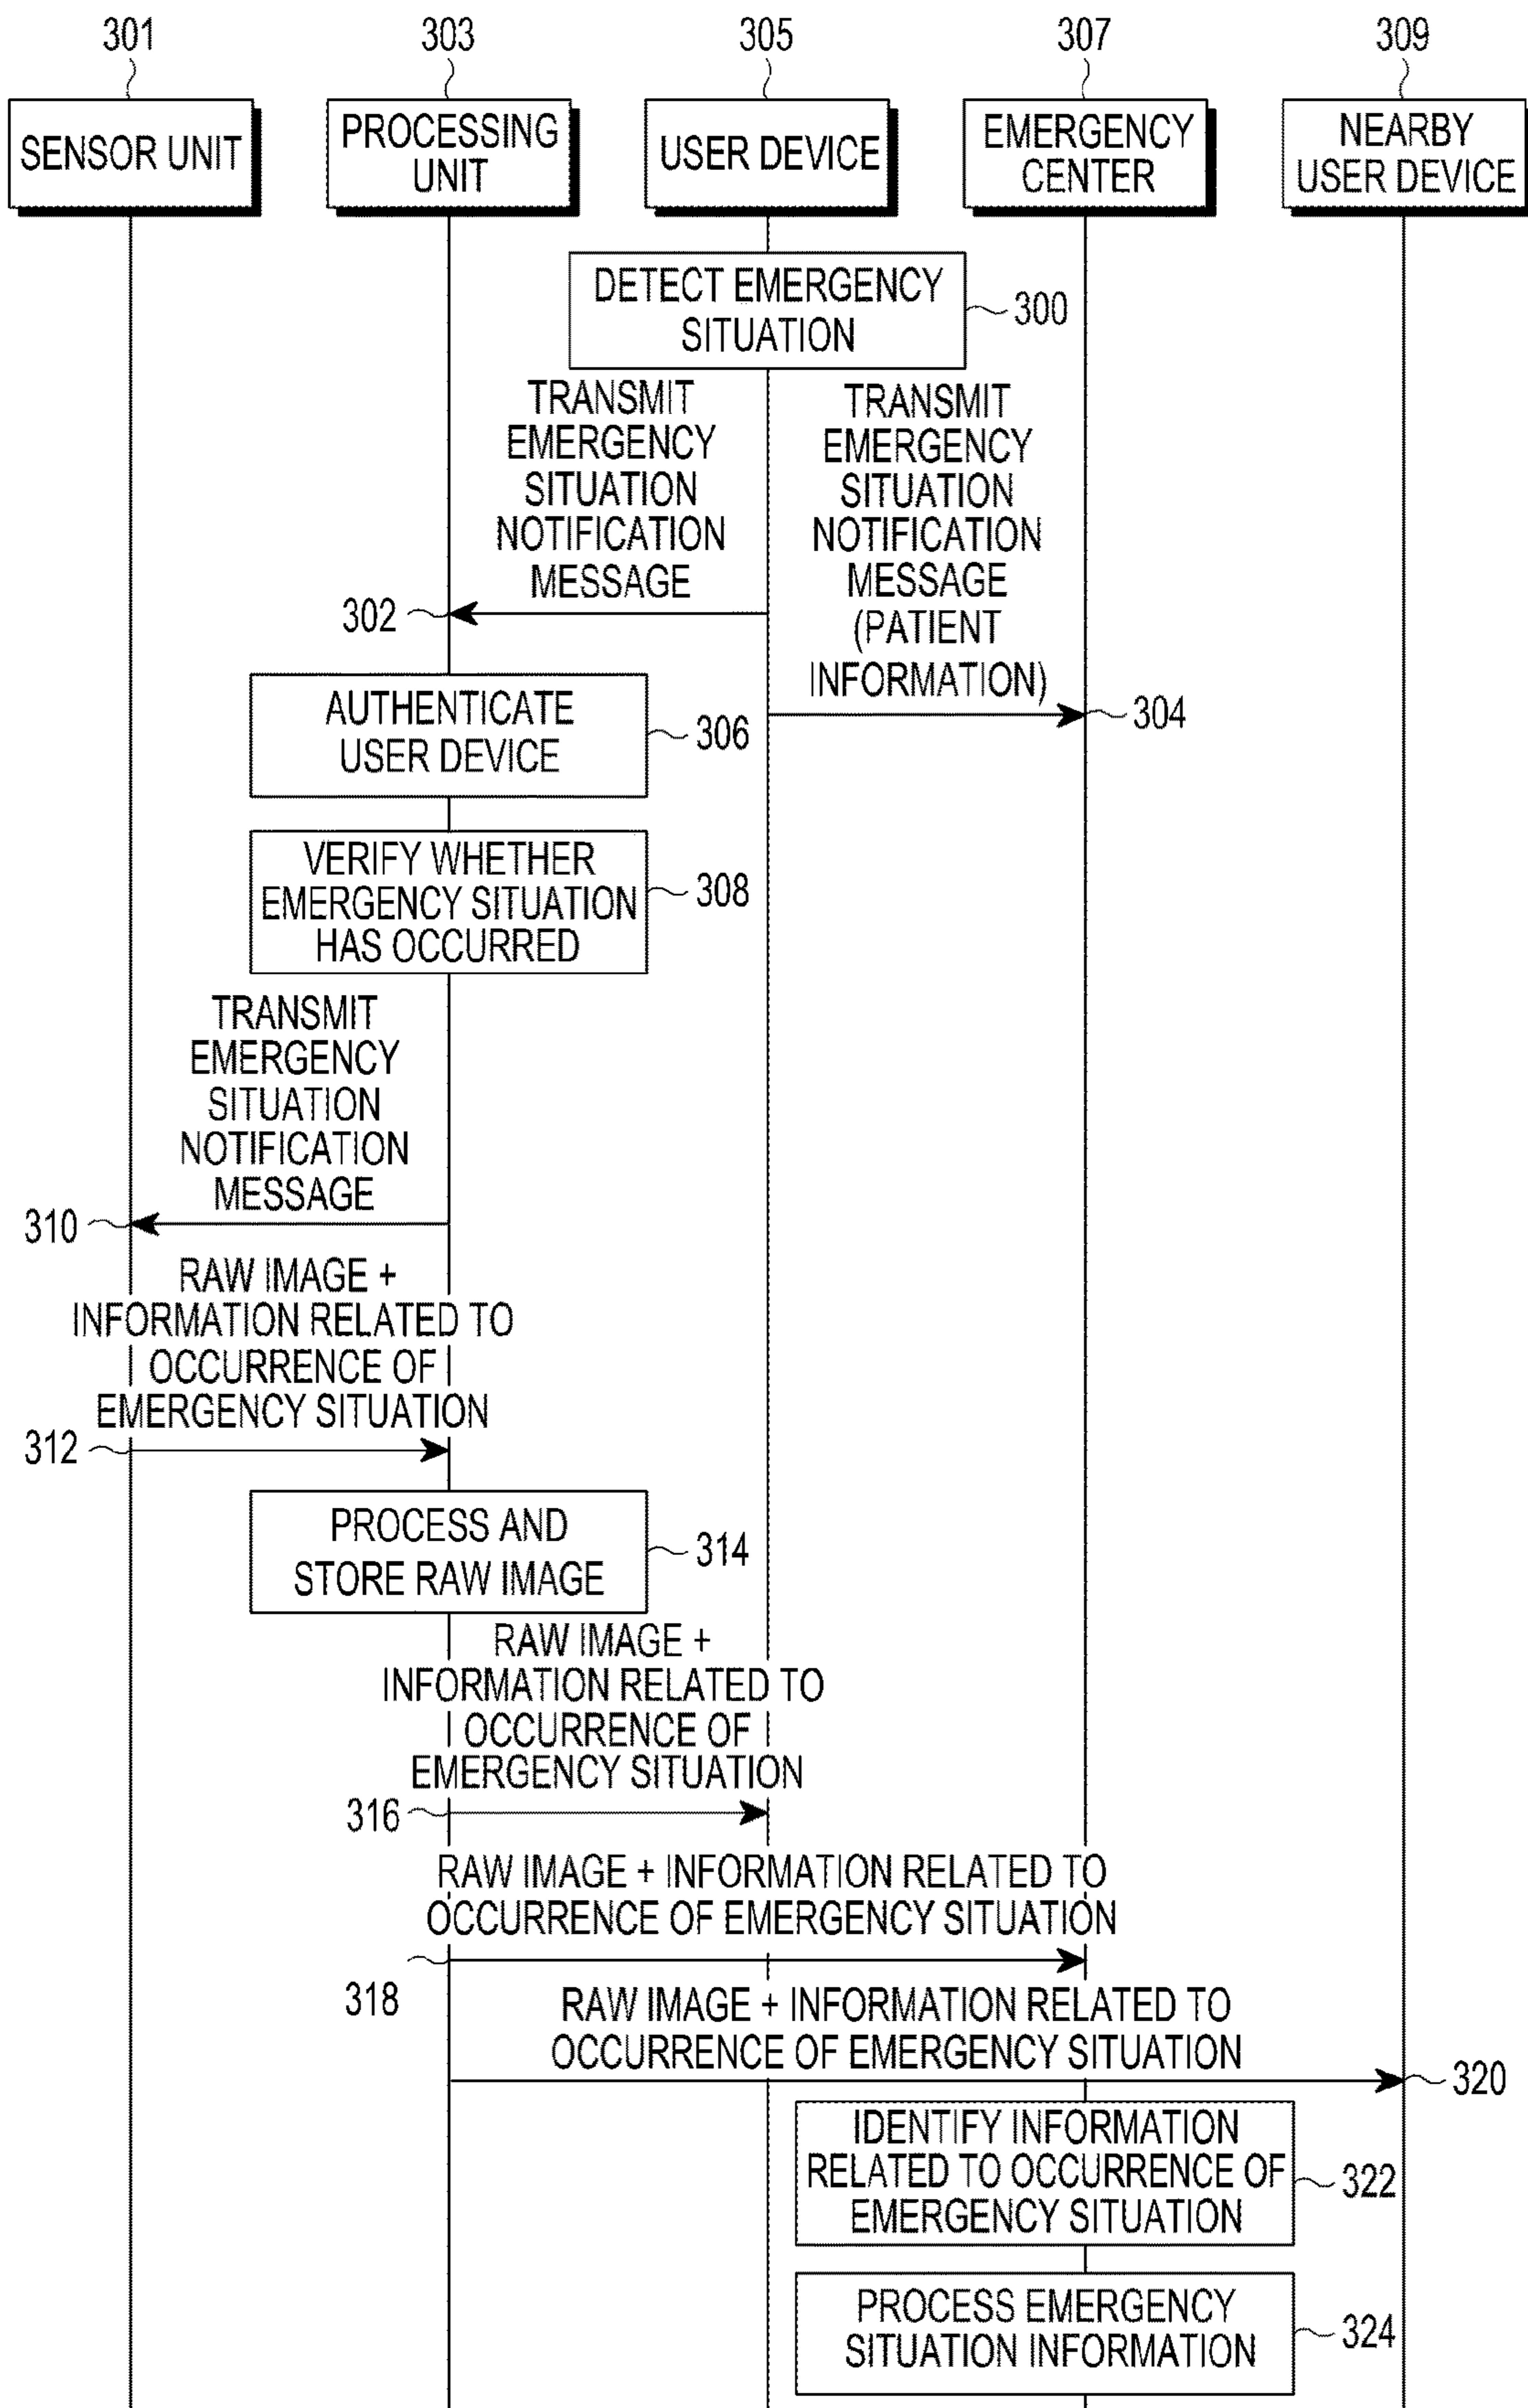 301
303
305
307
309
SENSOR UNIT
PROCESSING
UNIT
USER DEVICE
EMERGENCY
CENTER
NEARBY
USER DEVICE
DETECT EMERGENCY
SITUATION
300
TRANSMIT
EMERGENCY
SITUATION
NOTIFICATION
MESSAGE
302
TRANSMIT
EMERGENCY
SITUATION
NOTIFICATION
MESSAGE
(PATIENT
INFORMATION)
304
AUTHENTICATE
USER DEVICE
306
VERIFY WHETHER
EMERGENCY SITUATION
HAS OCCURRED
308
TRANSMIT
EMERGENCY
SITUATION
NOTIFICATION
MESSAGE
310
RAW IMAGE +
INFORMATION RELATED TO
OCCURRENCE OF
EMERGENCY SITUATION
312
PROCESS AND
STORE RAW IMAGE
314
RAW IMAGE +
INFORMATION RELATED TO
OCCURRENCE OF
EMERGENCY SITUATION
316
RAW IMAGE + INFORMATION RELATED TO
OCCURRENCE OF EMERGENCY SITUATION
318
RAW IMAGE + INFORMATION RELATED TO
OCCURRENCE OF EMERGENCY SITUATION
320
IDENTIFY INFORMATION
RELATED TO OCCURRENCE OF
EMERGENCY SITUATION
322
PROCESS EMERGENCY
SITUATION INFORMATION
324